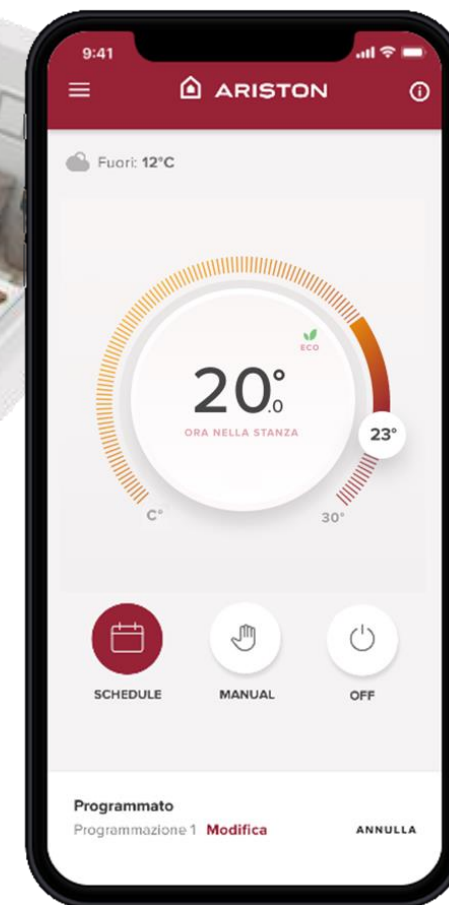 9:41
ARISTON
Fuori: 12°C
ECO
20.0°
ORA NELLA STANZA
23°
C°
30°
SCHEDULE MANUAL OFF
Programmato
Programmazione 1 Modifica ANNULLA